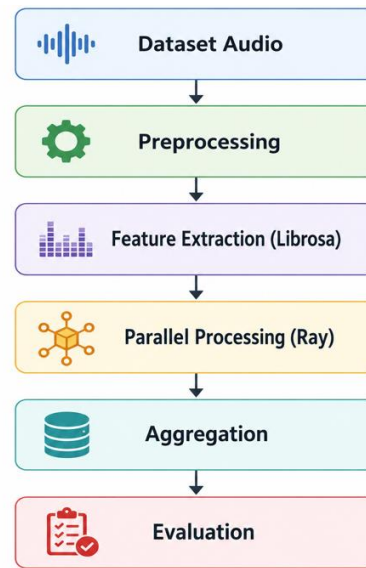 Dataset Audio
Preprocessing
Feature Extraction (Librosa)
Parallel Processing (Ray)
Aggregation
Evaluation